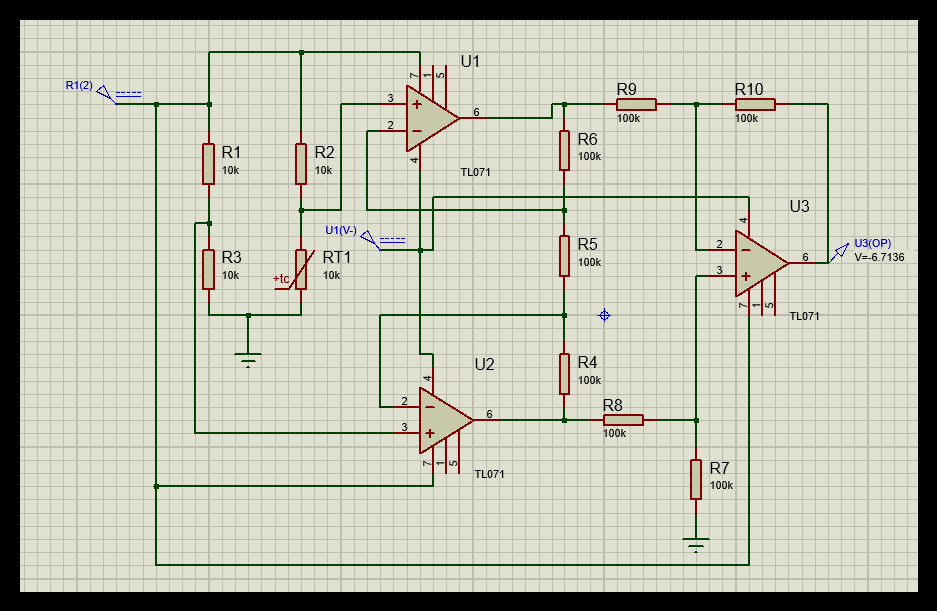 U1
R1(2)
7
1
5
R9
R10
3
+
6
100k
100k
2
−
R1
10k
R2
10k
R6
100k
4
TL071
U3
U1(V-)
4
R5
100k
2
−
U3(OP)
V=-6.7136
R3
10k
RT1
10k
+tc
3
+
6
7
1
5
TL071
U2
R4
100k
4
2
−
6
R8
100k
3
+
7
1
5
TL071
R7
100k